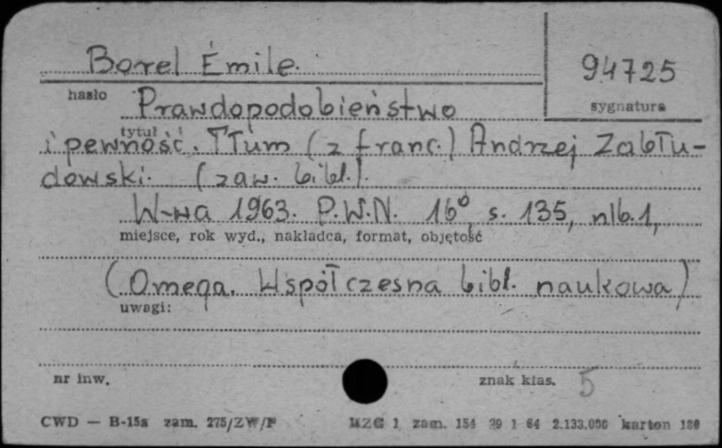 Borel Émile.
94725
hasło
sygnatura
Prawdopodobieństwo
tytuł
i pewność. Tłum (z franc.) Andrzej Zabłu-
dowski. (zaw. bibl.).
W-wa 1963. P.W.N. 16⁰, s. 135, nlb.1,
miejsce, rok wyd., nakładca, format, objętość
(Omega. Współczesna bibl. naukowa)
uwagi:
nr inw.
znak klas. 5
CWD — B-15a zam. 275/ZW/F MZG 1 zam. 154 29 1 64 2.133.000 karton 180